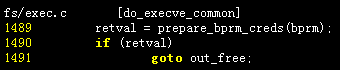 fs/exec.c [do_execve_common]
1489 retval = prepare_bprm_creds(bprm);
1490 if (retval)
1491 goto out_free;